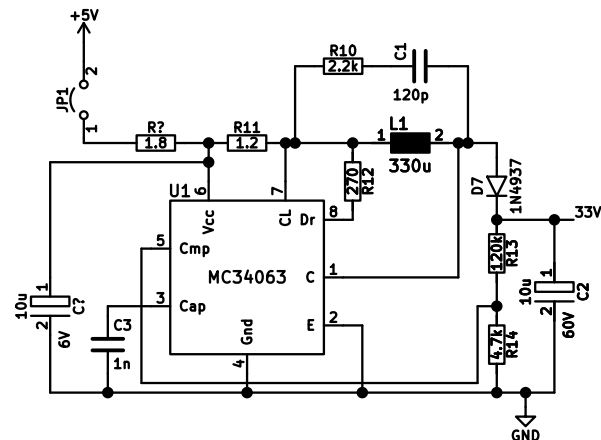 +5V
R10
2.2k
C1
120p
2
JP1
1
R?
1.8
R11
1.2
L1
1
2
330u
270
R12
D7
1N4937
U1
6
7
Vcc
CL
Dr
8
33V
5
Cmp
MC34063
C
1
120k
R13
3
Cap
E
2
10u
1
C?
2
6V
C3
1n
Gnd
4
10u
1
C2
2
60V
4.7k
R14
GND